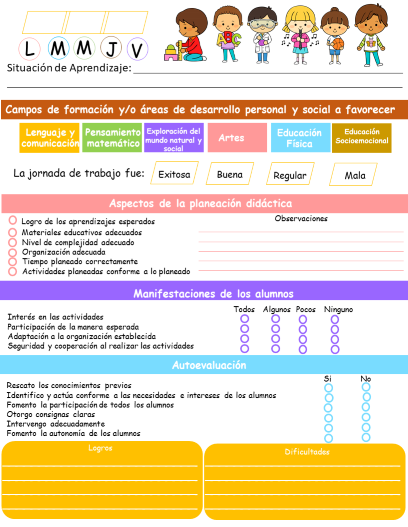 L M M J V
Situación de Aprendizaje:
Campos de formación y/o áreas de desarrollo personal y social a favorecer
Lenguaje y comunicación
Pensamiento matemático
Exploración del mundo natural y social
Artes
Educación Física
Educación Socioemocional
La jornada de trabajo fue: Exitosa Buena Regular Mala
Aspectos de la planeación didáctica
Observaciones
Logro de los aprendizajes esperados
Materiales educativos adecuados
Nivel de complejidad adecuado
Organización adecuada
Tiempo planeado correctamente
Actividades planeadas conforme a lo planeado
Manifestaciones de los alumnos
Todos Algunos Pocos Ninguno
Interés en las actividades
Participación de la manera esperada
Adaptación a la organización establecida
Seguridad y cooperación al realizar las actividades
Autoevaluación
Si No
Rescato los conocimientos previos
Identifico y actúa conforme a las necesidades e intereses de los alumnos
Fomento la participación de todos los alumnos
Otorgo consignas claras
Intervengo adecuadamente
Fomento la autonomía de los alumnos
Logros
Dificultades